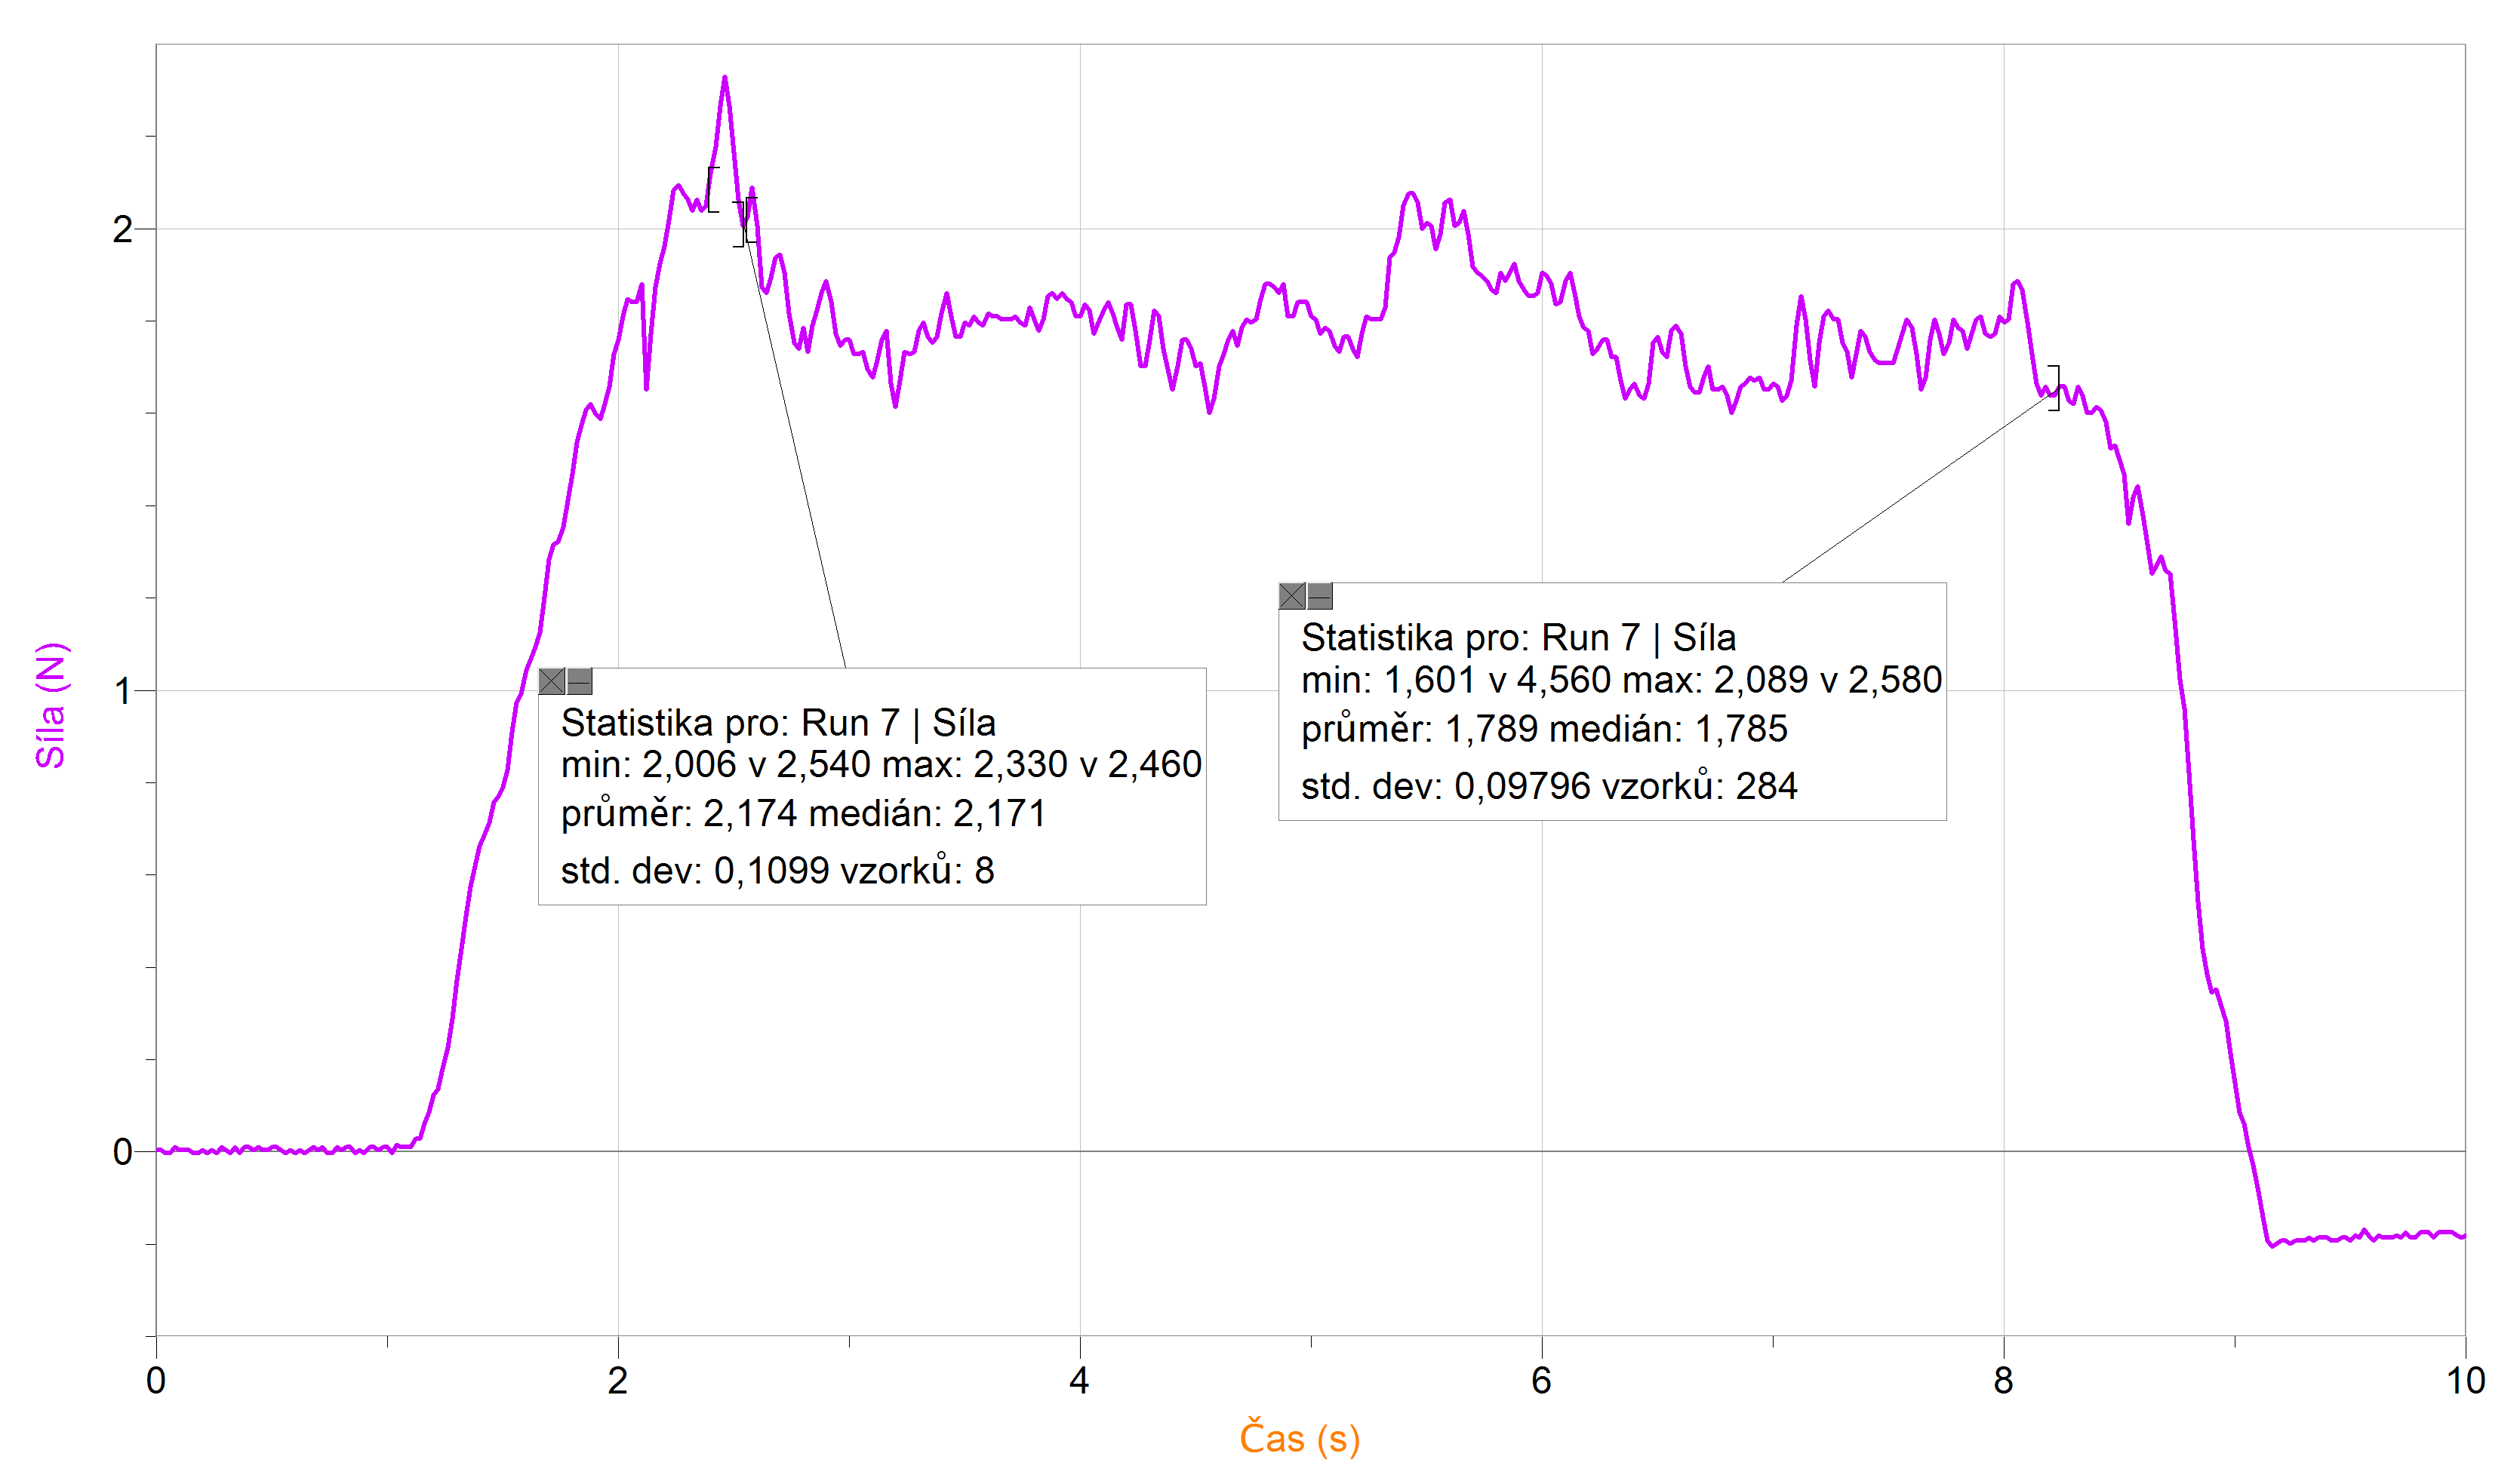 2
1
0
Síla (N)
Statistika pro: Run 7 | Síla
min: 2,006 v 2,540 max: 2,330 v 2,460
průměr: 2,174 medián: 2,171
std. dev: 0,1099 vzorků: 8
Statistika pro: Run 7 | Síla
min: 1,601 v 4,560 max: 2,089 v 2,580
průměr: 1,789 medián: 1,785
std. dev: 0,09796 vzorků: 284
0 2 4 6 8 10
Čas (s)